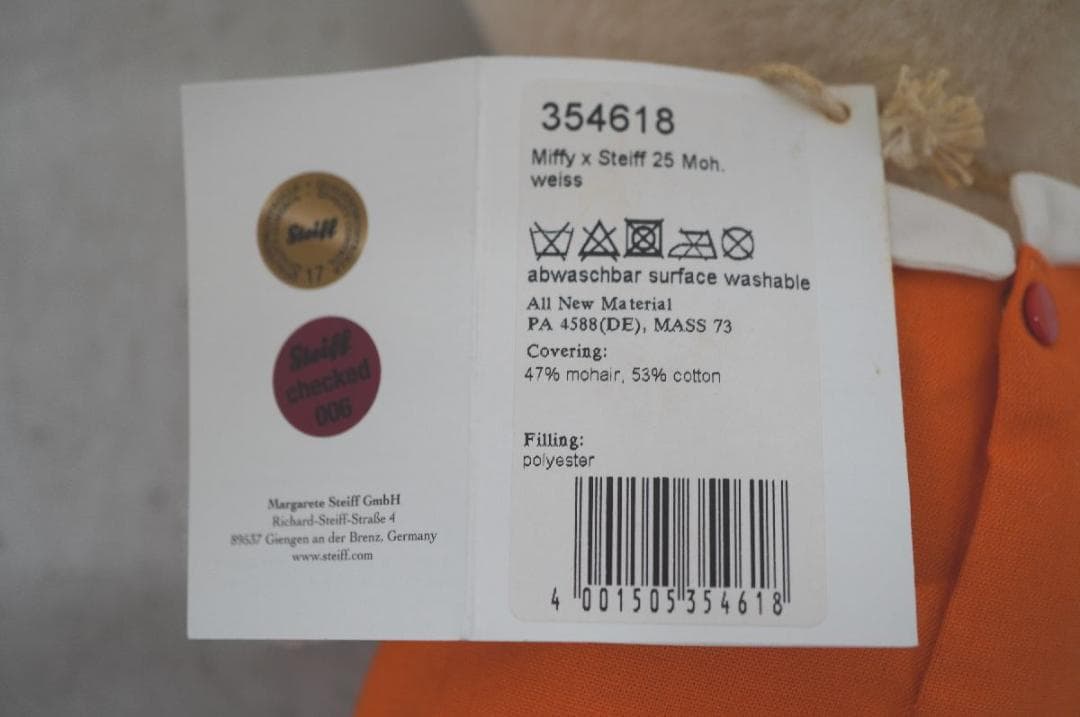 Steiff
17
Steiff
checked
006
Margarete Steiff GmbH
Richard-Steiff-Straße 4
89537 Giengen an der Brenz, Germany
www.steiff.com
354618
Miffy x Steiff 25 Moh.
weiss
abwaschbar surface washable
All New Material
PA 4588(DE), MASS 73
Covering:
47% mohair, 53% cotton
Filling:
polyester
4 001505 354618